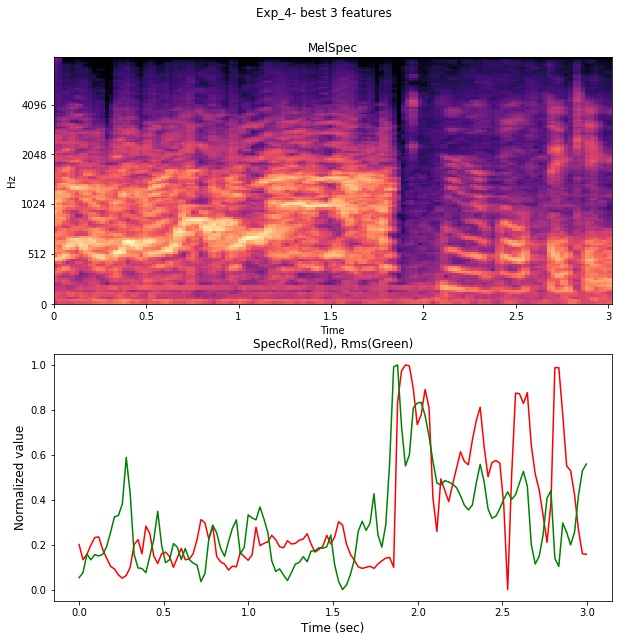 Exp_4- best 3 features
MelSpec
4096
2048
1024
512
0
Hz
0 0.5 1 1.5 2 2.5 3
Time
SpecRol(Red), Rms(Green)
1.0
0.8
0.6
0.4
0.2
0.0
Normalized value
0.0 0.5 1.0 1.5 2.0 2.5 3.0
Time (sec)